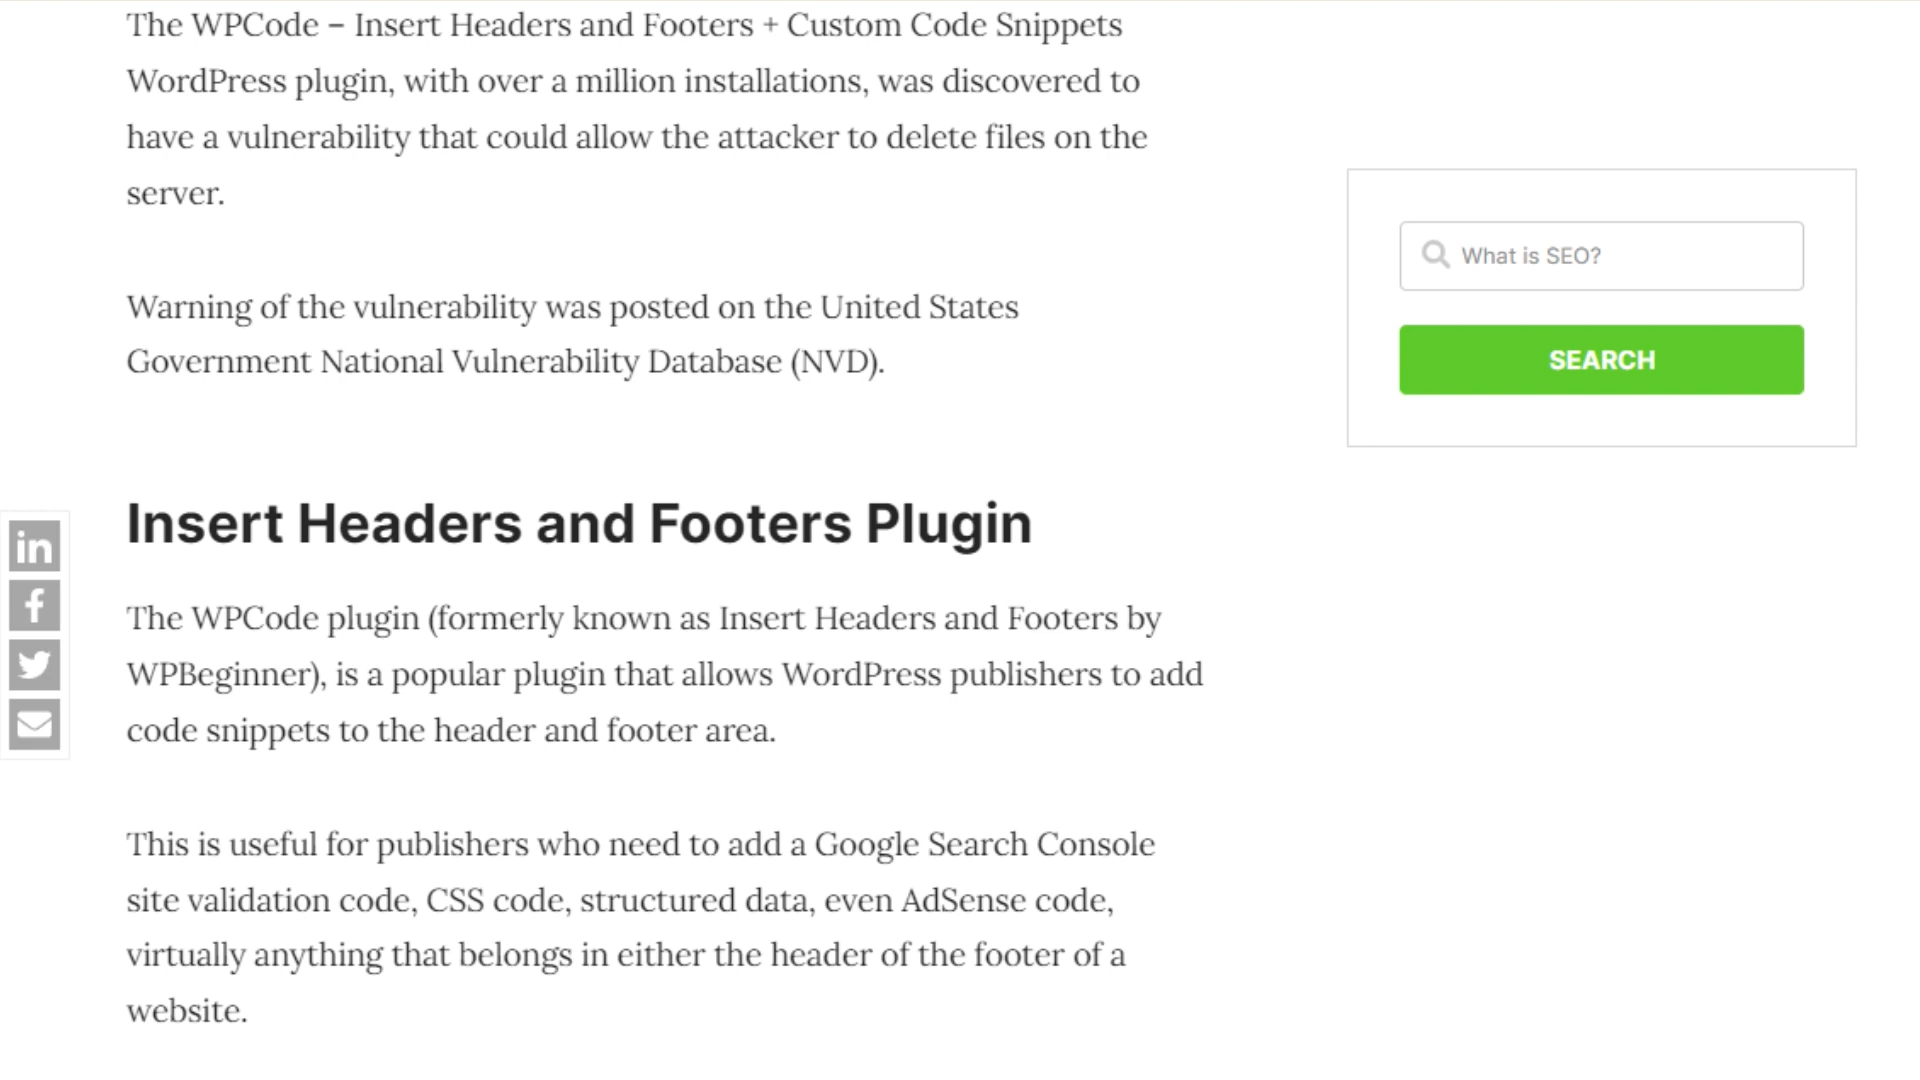 The WPCode – Insert Headers and Footers + Custom Code Snippets
WordPress plugin, with over a million installations, was discovered to
have a vulnerability that could allow the attacker to delete files on the
server.
Warning of the vulnerability was posted on the United States
Government National Vulnerability Database (NVD).
What is SEO?
SEARCH
Insert Headers and Footers Plugin
The WPCode plugin (formerly known as Insert Headers and Footers by
WPBeginner), is a popular plugin that allows WordPress publishers to add
code snippets to the header and footer area.
This is useful for publishers who need to add a Google Search Console
site validation code, CSS code, structured data, even AdSense code,
virtually anything that belongs in either the header of the footer of a
website.